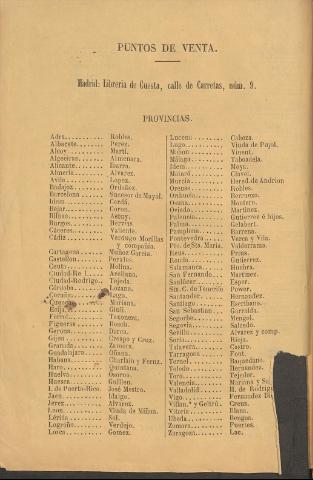 PUNTOS DE VENTA.
Madrid: Librería de Cuesta, calle de Carretas, núm. 9.
PROVINCIAS.
Adra.......... Robles.
Albacete...... Perez.
Alcoy......... Martí.
Algeciras..... Almenara.
Alicante...... Ibarra.
Almería....... Alvarez.
Avila......... Lopez.
Badajoz....... Ordoñez.
Barcelona..... Sucesor de Mayol.
Idem.......... Cerdá.
Bejar......... Coron.
Bilbao........ Astuy.
Burgos........ Hervias.
Cáceres....... Valiente.
Cádiz......... Verdugo Morillas
y compañía.
Cartagena..... Muñoz García.
Castellon..... Perales.
Ceuta......... Molina.
Ciudad-Real... Arellano.
Ciudad-Rodrigo. Tejeda.
Córdoba....... Lozano.
Coruña........ Lago.
Cuenca........ Mariana.
Ecija......... Giuli.
Ferrol........ Taxonera.
Figueras...... Bosch.
Gerona........ Dorca.
Gijon......... Crespo y Cruz.
Granada....... Zamora.
Guadalajara... Oñana.
Habana........ Charlain y Fernz.
Haro.......... Quintana.
Huelva........ Osorno.
Huesca........ Guillen.
I. de Puerto-Rico. José Mestre.
Jaen.......... Idalgo.
Jerez......... Alvarez.
Leon.......... Viuda de Miñon.
Lérida........ Sol.
Logroño....... Verdejo.
Lorca......... Gomez.
Lucena........ Cabeza.
Lugo.......... Viuda de Pujol.
Mahon......... Vinent.
Málaga........ Taboadela.
Idem.......... Moya.
Mataró........ Clavel.
Murcia........ Hered. de Andrion
Orense........ Robles.
Orihuela...... Berruezo.
Osuna......... Montero.
Oviedo........ Martinez.
Palencia...... Gutierrez é hijos.
Palma......... Gelabert.
Pamplona...... Barrena.
Pontevedra.... Verea y Vila.
Pto. de Sta. María. Valderrama.
Reus.......... Prius.
Ronda......... Gutierrez.
Salamanca..... Huebra.
San Fernando.. Martinez.
Sanlúcar...... Esper.
Sta. C. de Tenerife Power.
Santander..... Hernandez.
Santiago...... Escribano.
San Sebastian. Garralda.
Segorbe....... Mengol.
Segovia....... Salcedo.
Sevilla....... Alvarez y comp.
Soria......... Rioja.
Talavera...... Castro.
Tarragona..... Font.
Teruel........ Baquedano.
Toledo........ Hernandez.
Toro.......... Tejedor.
Valencia...... Mariana y
Valladolid.... H. de Rodrig
Vigo.......... Fernandez
Villan.ª y Geltrú. Creus.
Vitoria....... Illana.
Ubeda......... Bengoa.
Zamora........ Fuertes.
Zaragoza...... Lac.